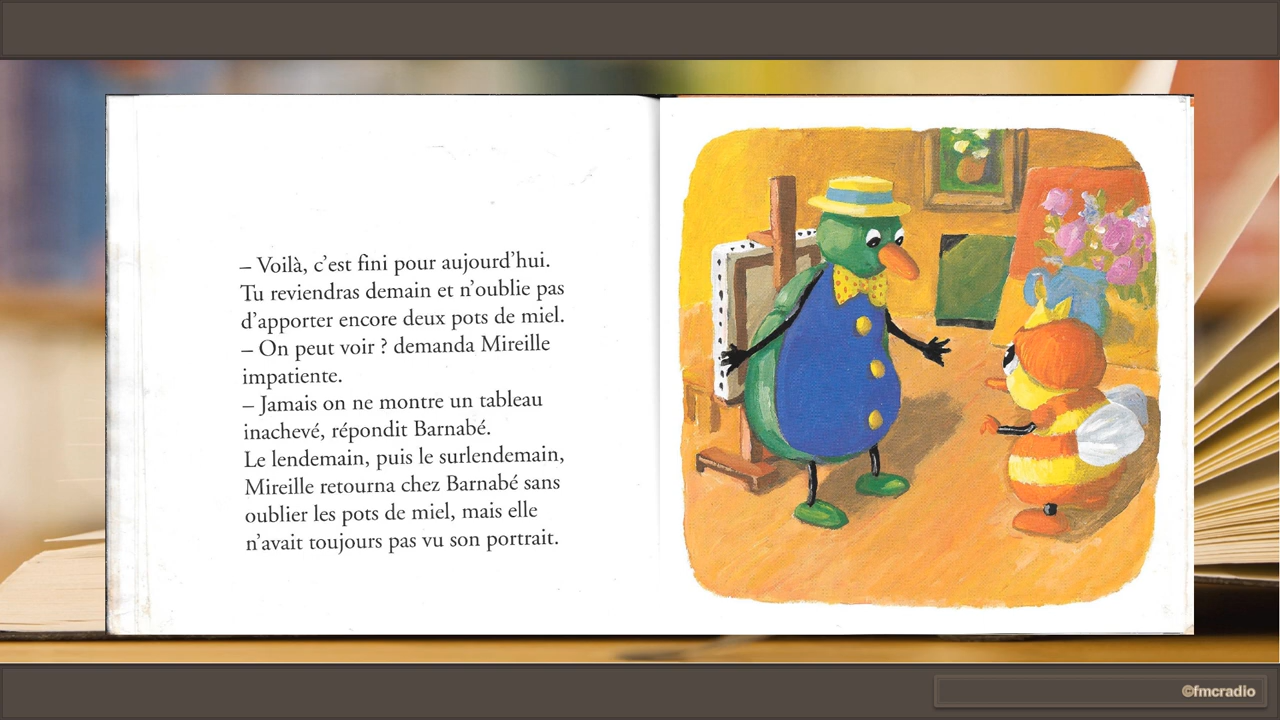 – Voilà, c’est fini pour aujourd’hui.
Tu reviendras demain et n’oublie pas
d’apporter encore deux pots de miel.
– On peut voir ? demanda Mireille
impatiente.
– Jamais on ne montre un tableau
inachevé, répondit Barnabé.
Le lendemain, puis le surlendemain,
Mireille retourna chez Barnabé sans
oublier les pots de miel, mais elle
n’avait toujours pas vu son portrait.
©fmcradio